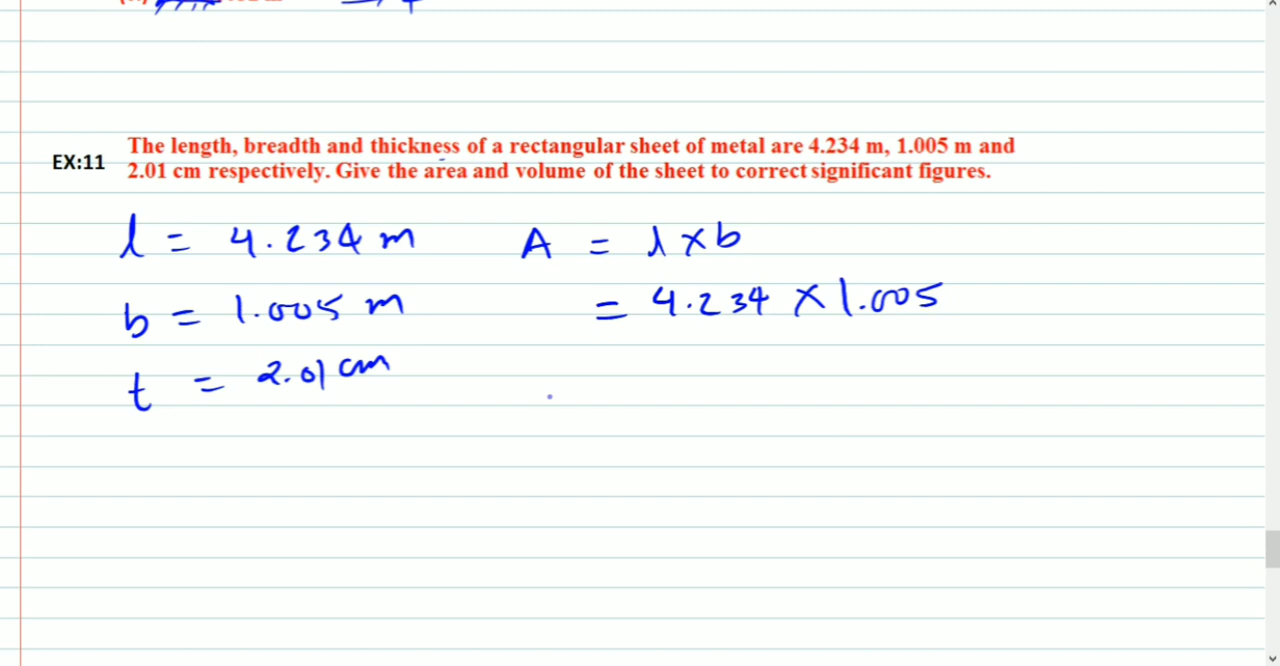 EX:11 The length, breadth and thickness of a rectangular sheet of metal are 4.234 m, 1.005 m and
2.01 cm respectively. Give the area and volume of the sheet to correct significant figures.
l = 4.234 m A = l × b
b = 1.005 m = 4.234 × 1.005
t = 2.01 cm